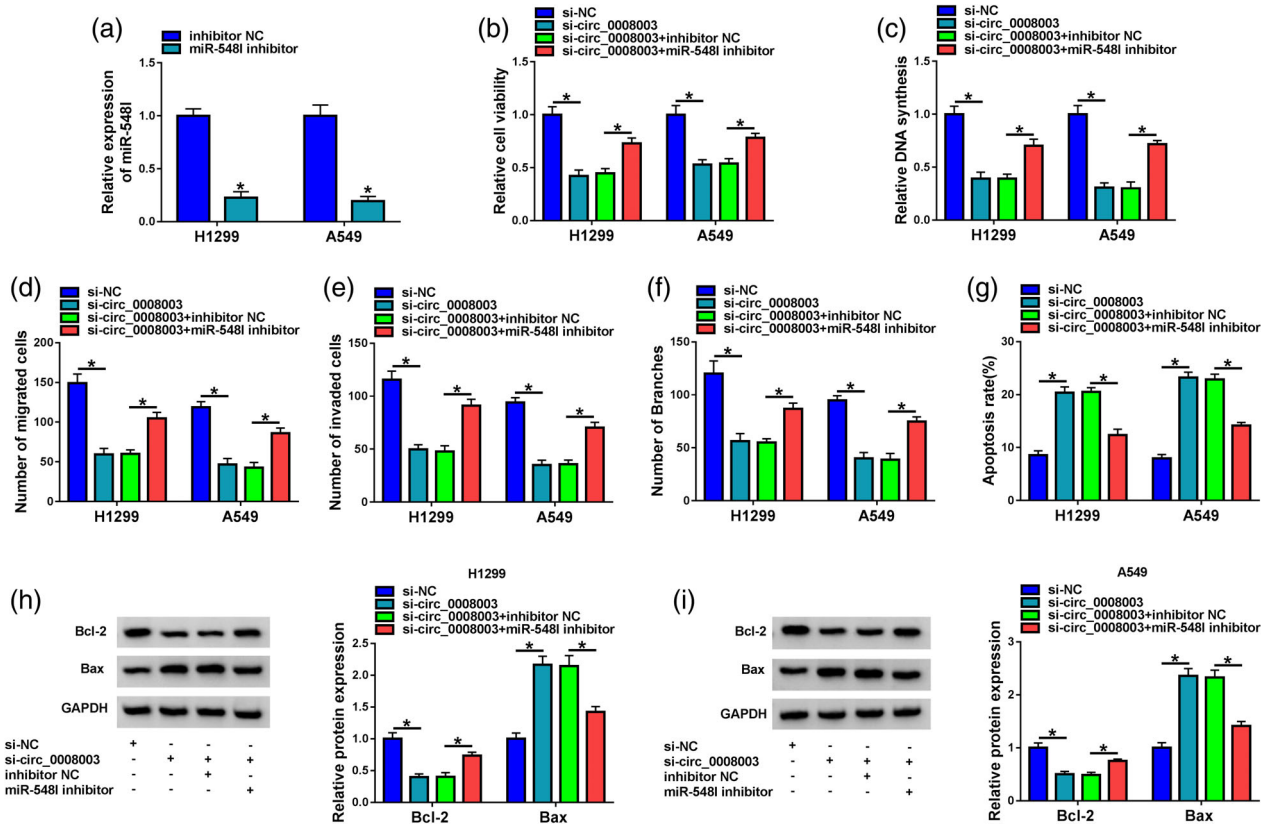 (a)
inhibitor NC
miR-548l inhibitor
Relative expression
of miR-548l
1.5
1.0
0.5
0.0
*
*
H1299
A549
(b)
si-NC
si-circ_0008003
si-circ_0008003+inhibitor NC
si-circ_0008003+miR-548l inhibitor
Relative cell viability
1.5
1.0
0.5
0.0
*
*
*
*
H1299
A549
(c)
si-NC
si-circ_0008003
si-circ_0008003+inhibitor NC
si-circ_0008003+miR-548l inhibitor
Relative DNA synthesis
1.5
1.0
0.5
0.0
*
*
*
*
H1299
A549
(d)
si-NC
si-circ_0008003
si-circ_0008003+inhibitor NC
si-circ_0008003+miR-548l inhibitor
Number of migrated cells
200
150
100
50
0
*
*
*
*
H1299
A549
(e)
si-NC
si-circ_0008003
si-circ_0008003+inhibitor NC
si-circ_0008003+miR-548l inhibitor
Number of invaded cells
150
100
50
0
*
*
*
*
H1299
A549
(f)
si-NC
si-circ_0008003
si-circ_0008003+inhibitor NC
si-circ_0008003+miR-548l inhibitor
Number of Branches
150
100
50
0
*
*
*
*
H1299
A549
(g)
si-NC
si-circ_0008003
si-circ_0008003+inhibitor NC
si-circ_0008003+miR-548l inhibitor
Apoptosis rate(%)
30
20
10
0
*
*
*
*
H1299
A549
(h)
Bcl-2
Bax
GAPDH
si-NC + - - -
si-circ_0008003 - + + +
inhibitor NC - - + -
miR-548l inhibitor - - - +
H1299
si-NC
si-circ_0008003
si-circ_0008003+inhibitor NC
si-circ_0008003+miR-548l inhibitor
Relative protein expression
2.5
2.0
1.5
1.0
0.5
0.0
*
*
*
*
Bcl-2
Bax
(i)
Bcl-2
Bax
GAPDH
si-NC + - - -
si-circ_0008003 - + + +
inhibitor NC - - + -
miR-548l inhibitor - - - +
A549
si-NC
si-circ_0008003
si-circ_0008003+inhibitor NC
si-circ_0008003+miR-548l inhibitor
Relative protein expression
3
2
1
0
*
*
*
*
Bcl-2
Bax